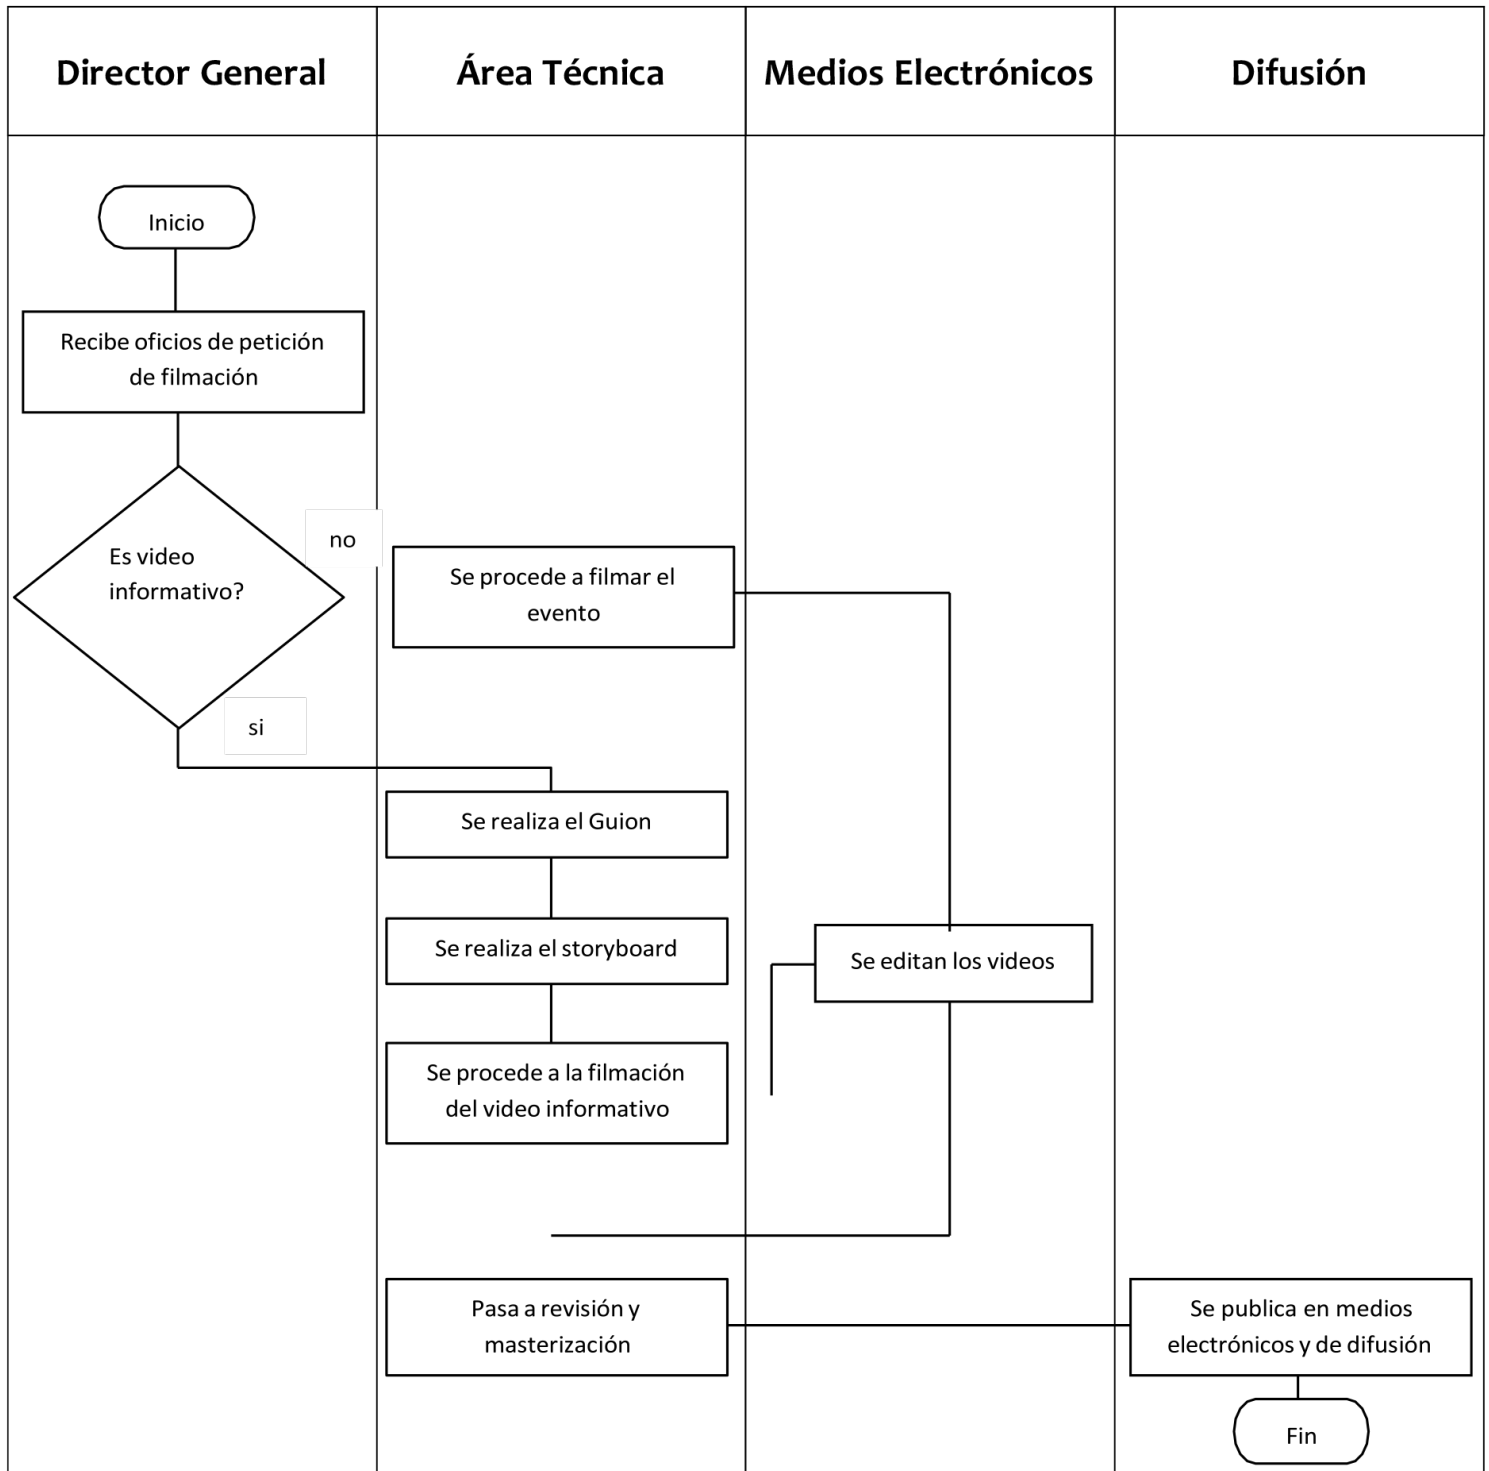 Director General
Área Técnica
Medios Electrónicos
Difusión
Inicio
Recibe oficios de petición
de filmación
Es video
informativo?
no
si
Se procede a filmar el
evento
Se realiza el Guion
Se realiza el storyboard
Se procede a la filmación
del video informativo
Se editan los videos
Pasa a revisión y
masterización
Se publica en medios
electrónicos y de difusión
Fin